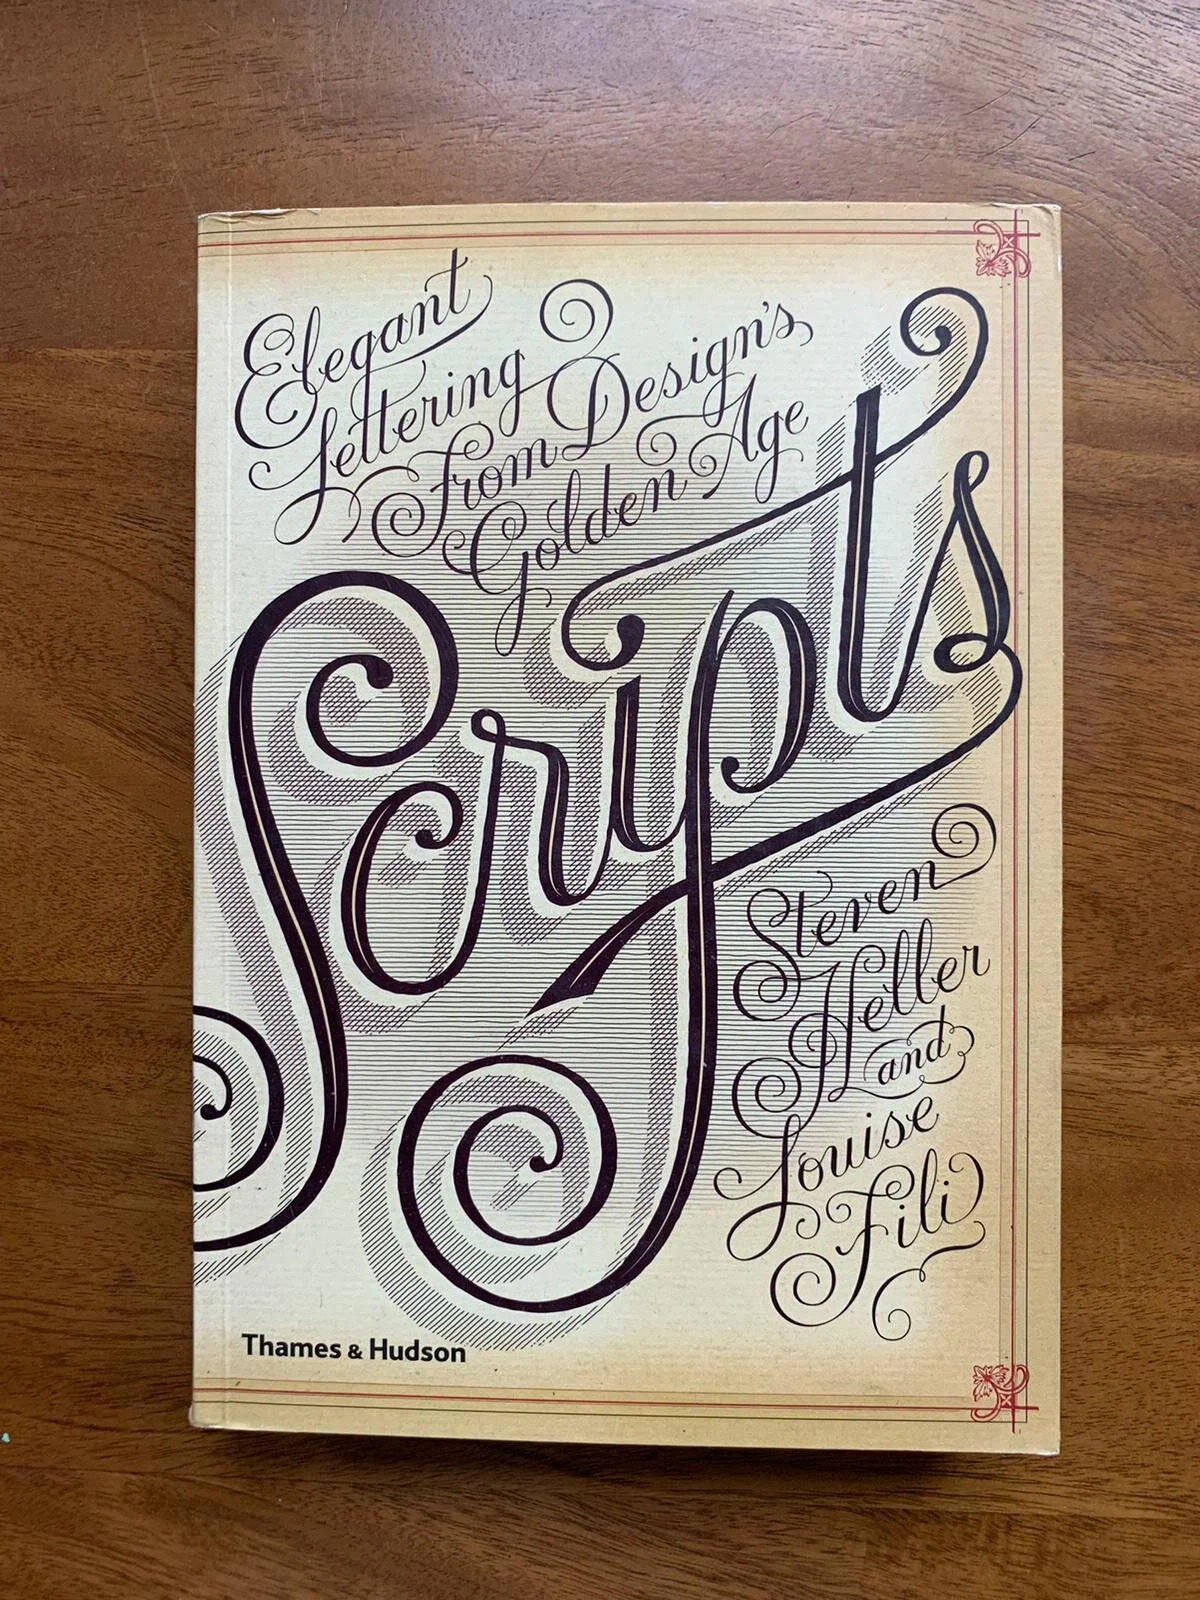 Elegant
Lettering
From Design's
Golden Age
Scripts
Steven
Heller
and
Louise
Fili
Thames & Hudson